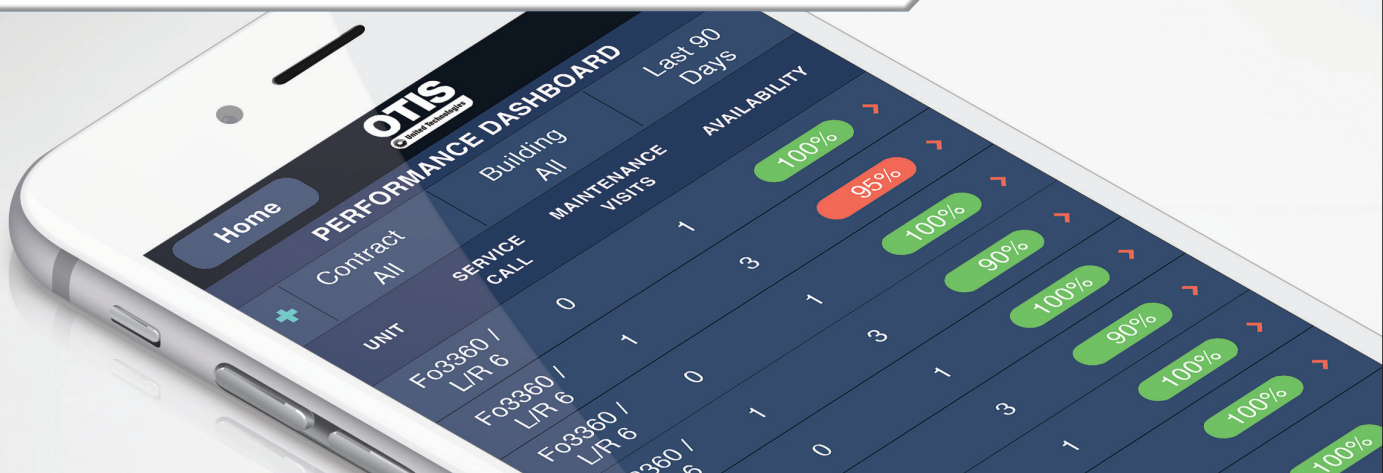 OTIS
United Technologies
Home
PERFORMANCE DASHBOARD
Contract
All
Building
All
Last 90
Days
UNIT
SERVICE
CALL
MAINTENANCE
VISITS
AVAILABILITY
Fo3360 /
L/R 6
0
1
100%
Fo3360 /
L/R 6
1
3
95%
Fo3360 /
L/R 6
0
1
100%
360 /
6
1
3
90%
0
1
100%
3
90%
1
100%
100%
100%